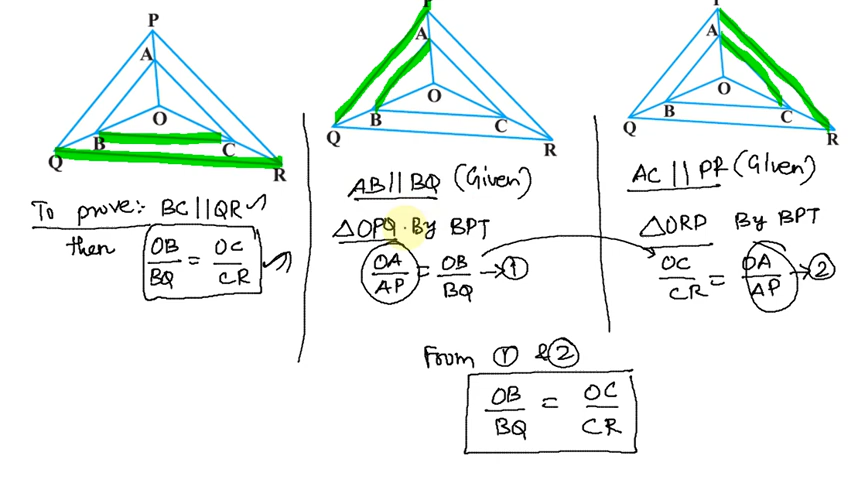 P
A
O
B
C
Q
R
To prove:- BC || QR
then OB/BQ = OC/CR
P
A
O
B
C
Q
R
AB || BQ (Given)
△OPQ. By BPT
OA/AP = OB/BQ → ①
P
A
O
B
C
Q
R
AC || PR (GIven)
△ORP By BPT
OC/CR = OA/AP → ②
From ① & ②
OB/BQ = OC/CR